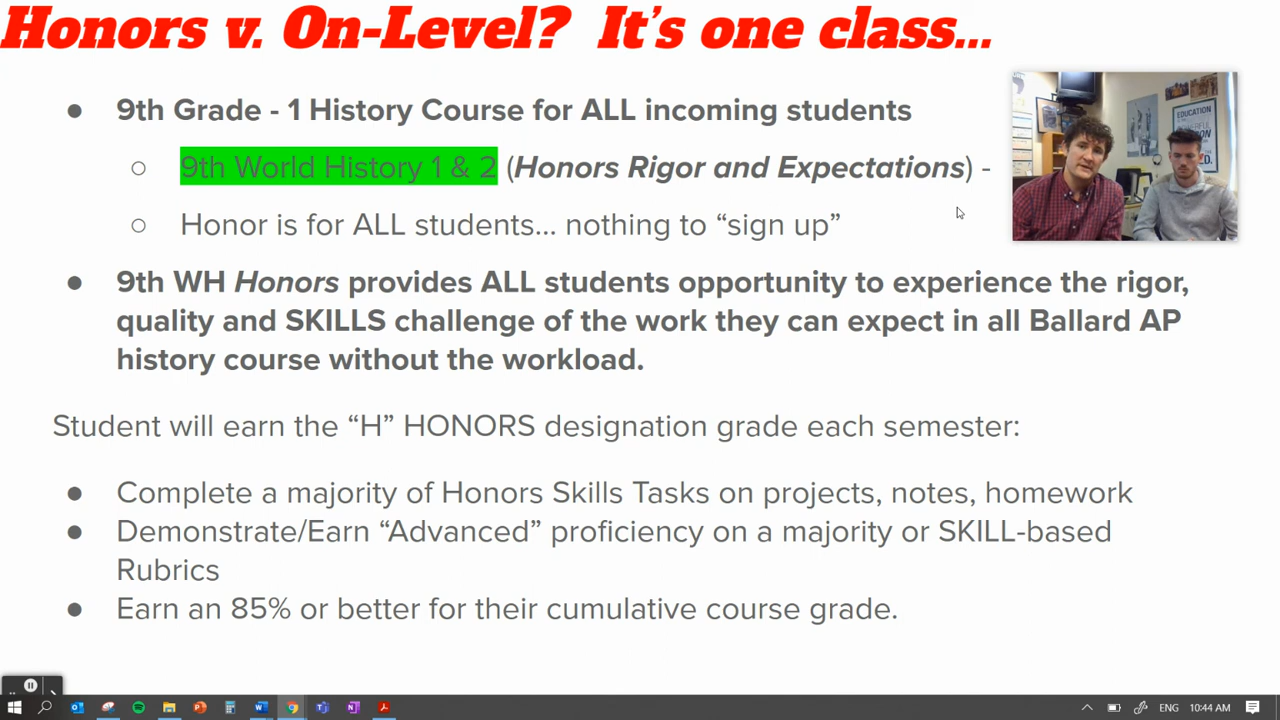 Honors v. On-Level? It's one class...
● 9th Grade - 1 History Course for ALL incoming students
○ 9th World History 1 & 2 (Honors Rigor and Expectations) -
○ Honor is for ALL students... nothing to “sign up”
● 9th WH Honors provides ALL students opportunity to experience the rigor,
quality and SKILLS challenge of the work they can expect in all Ballard AP
history course without the workload.
Student will earn the “H” HONORS designation grade each semester:
● Complete a majority of Honors Skills Tasks on projects, notes, homework
● Demonstrate/Earn “Advanced” proficiency on a majority or SKILL-based
Rubrics
● Earn an 85% or better for their cumulative course grade.
EDUCATION
ENG
10:44 AM